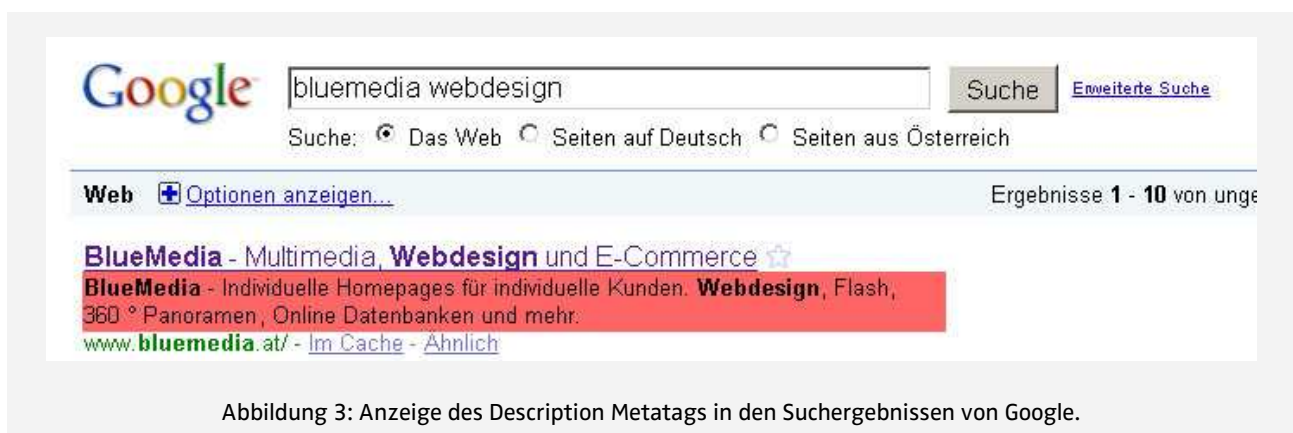 Google
bluemedia webdesign
Suche
Erweiterte Suche
Suche: Das Web Seiten auf Deutsch Seiten aus Österreich
Web Optionen anzeigen... Ergebnisse 1 - 10 von unge
BlueMedia - Multimedia, Webdesign und E-Commerce
BlueMedia - Individuelle Homepages für individuelle Kunden. Webdesign, Flash,
360 ° Panoramen, Online Datenbanken und mehr.
www.bluemedia.at/ - Im Cache - Ähnlich
Abbildung 3: Anzeige des Description Metatags in den Suchergebnissen von Google.